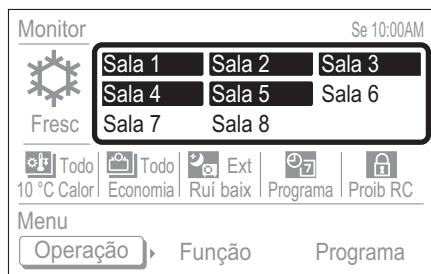 Monitor Se 10:00AM
Sala 1 Sala 2 Sala 3
Sala 4 Sala 5 Sala 6
Fresc Sala 7 Sala 8
Todo Todo Ext 7
10 °C Calor Economia Ruí baix Programa Proib RC
Menu
Operação Função Programa